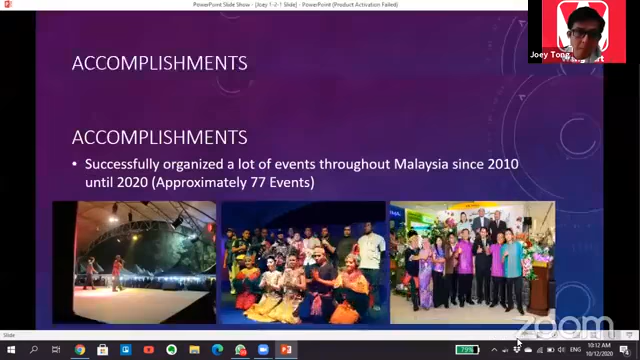 PowerPoint Slide Show - [Joey 1-2-1 Slide] - PowerPoint (Product Activation Failed)
Joey Tong
ACCOMPLISHMENTS
ACCOMPLISHMENTS
• Successfully organized a lot of events throughout Malaysia since 2010
until 2020 (Approximately 77 Events)
zoom
Slide
79%
ENG
10:12 AM
10/12/2020